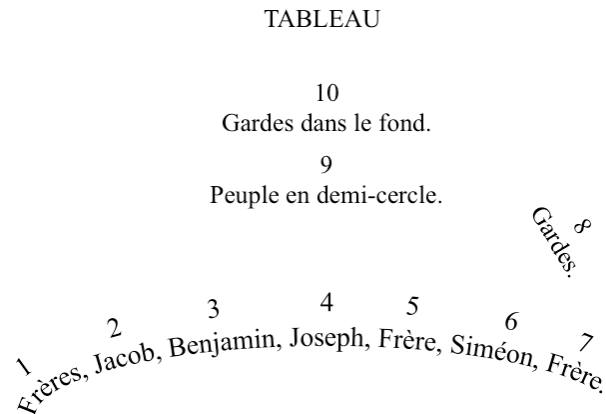 TABLEAU
10
Gardes dans le fond.
9
Peuple en demi-cercle.
8
Gardes.
1 2 3 4 5 6 7
Frères, Jacob, Benjamin, Joseph, Frère, Siméon, Frère.